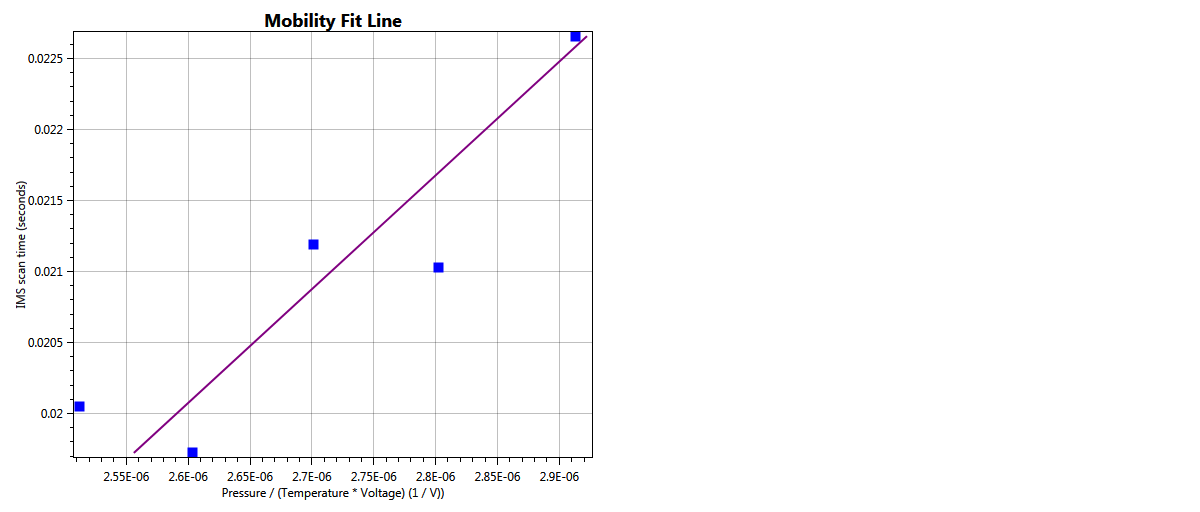 Mobility Fit Line
0.0225
0.022
0.0215
0.021
0.0205
0.02
IMS scan time (seconds)
2.55E-06 2.6E-06 2.65E-06 2.7E-06 2.75E-06 2.8E-06 2.85E-06 2.9E-06
Pressure / (Temperature * Voltage) (1 / V))